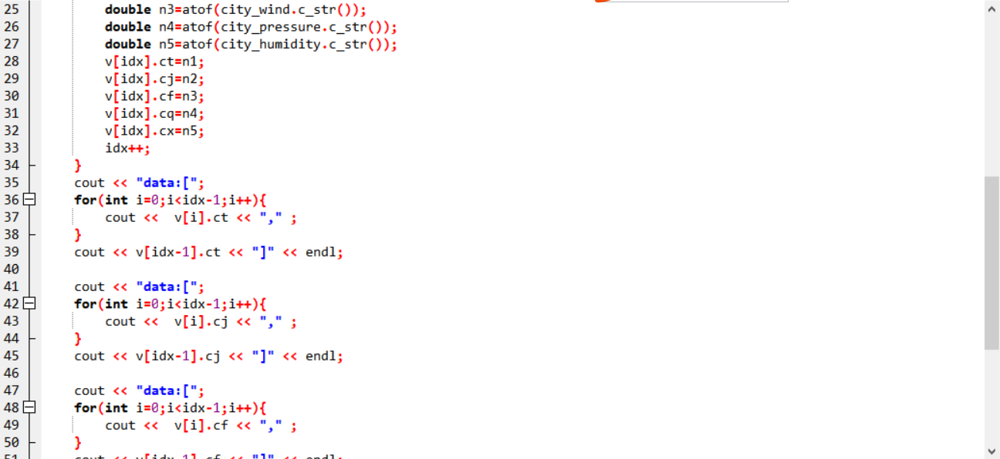 25 double n3=atof(city_wind.c_str());
26 double n4=atof(city_pressure.c_str());
27 double n5=atof(city_humidity.c_str());
28 v[idx].ct=n1;
29 v[idx].cj=n2;
30 v[idx].cf=n3;
31 v[idx].cq=n4;
32 v[idx].cx=n5;
33 idx++;
34 }
35 cout << "data:[";
36 for(int i=0;i<idx-1;i++){
37 cout <<  v[i].ct << "," ;
38 }
39 cout << v[idx-1].ct << "]" << endl;
40
41 cout << "data:[";
42 for(int i=0;i<idx-1;i++){
43 cout <<  v[i].cj << "," ;
44 }
45 cout << v[idx-1].cj << "]" << endl;
46
47 cout << "data:[";
48 for(int i=0;i<idx-1;i++){
49 cout <<  v[i].cf << "," ;
50 }
51 cout << v[idx-1].cf << "]" << endl;